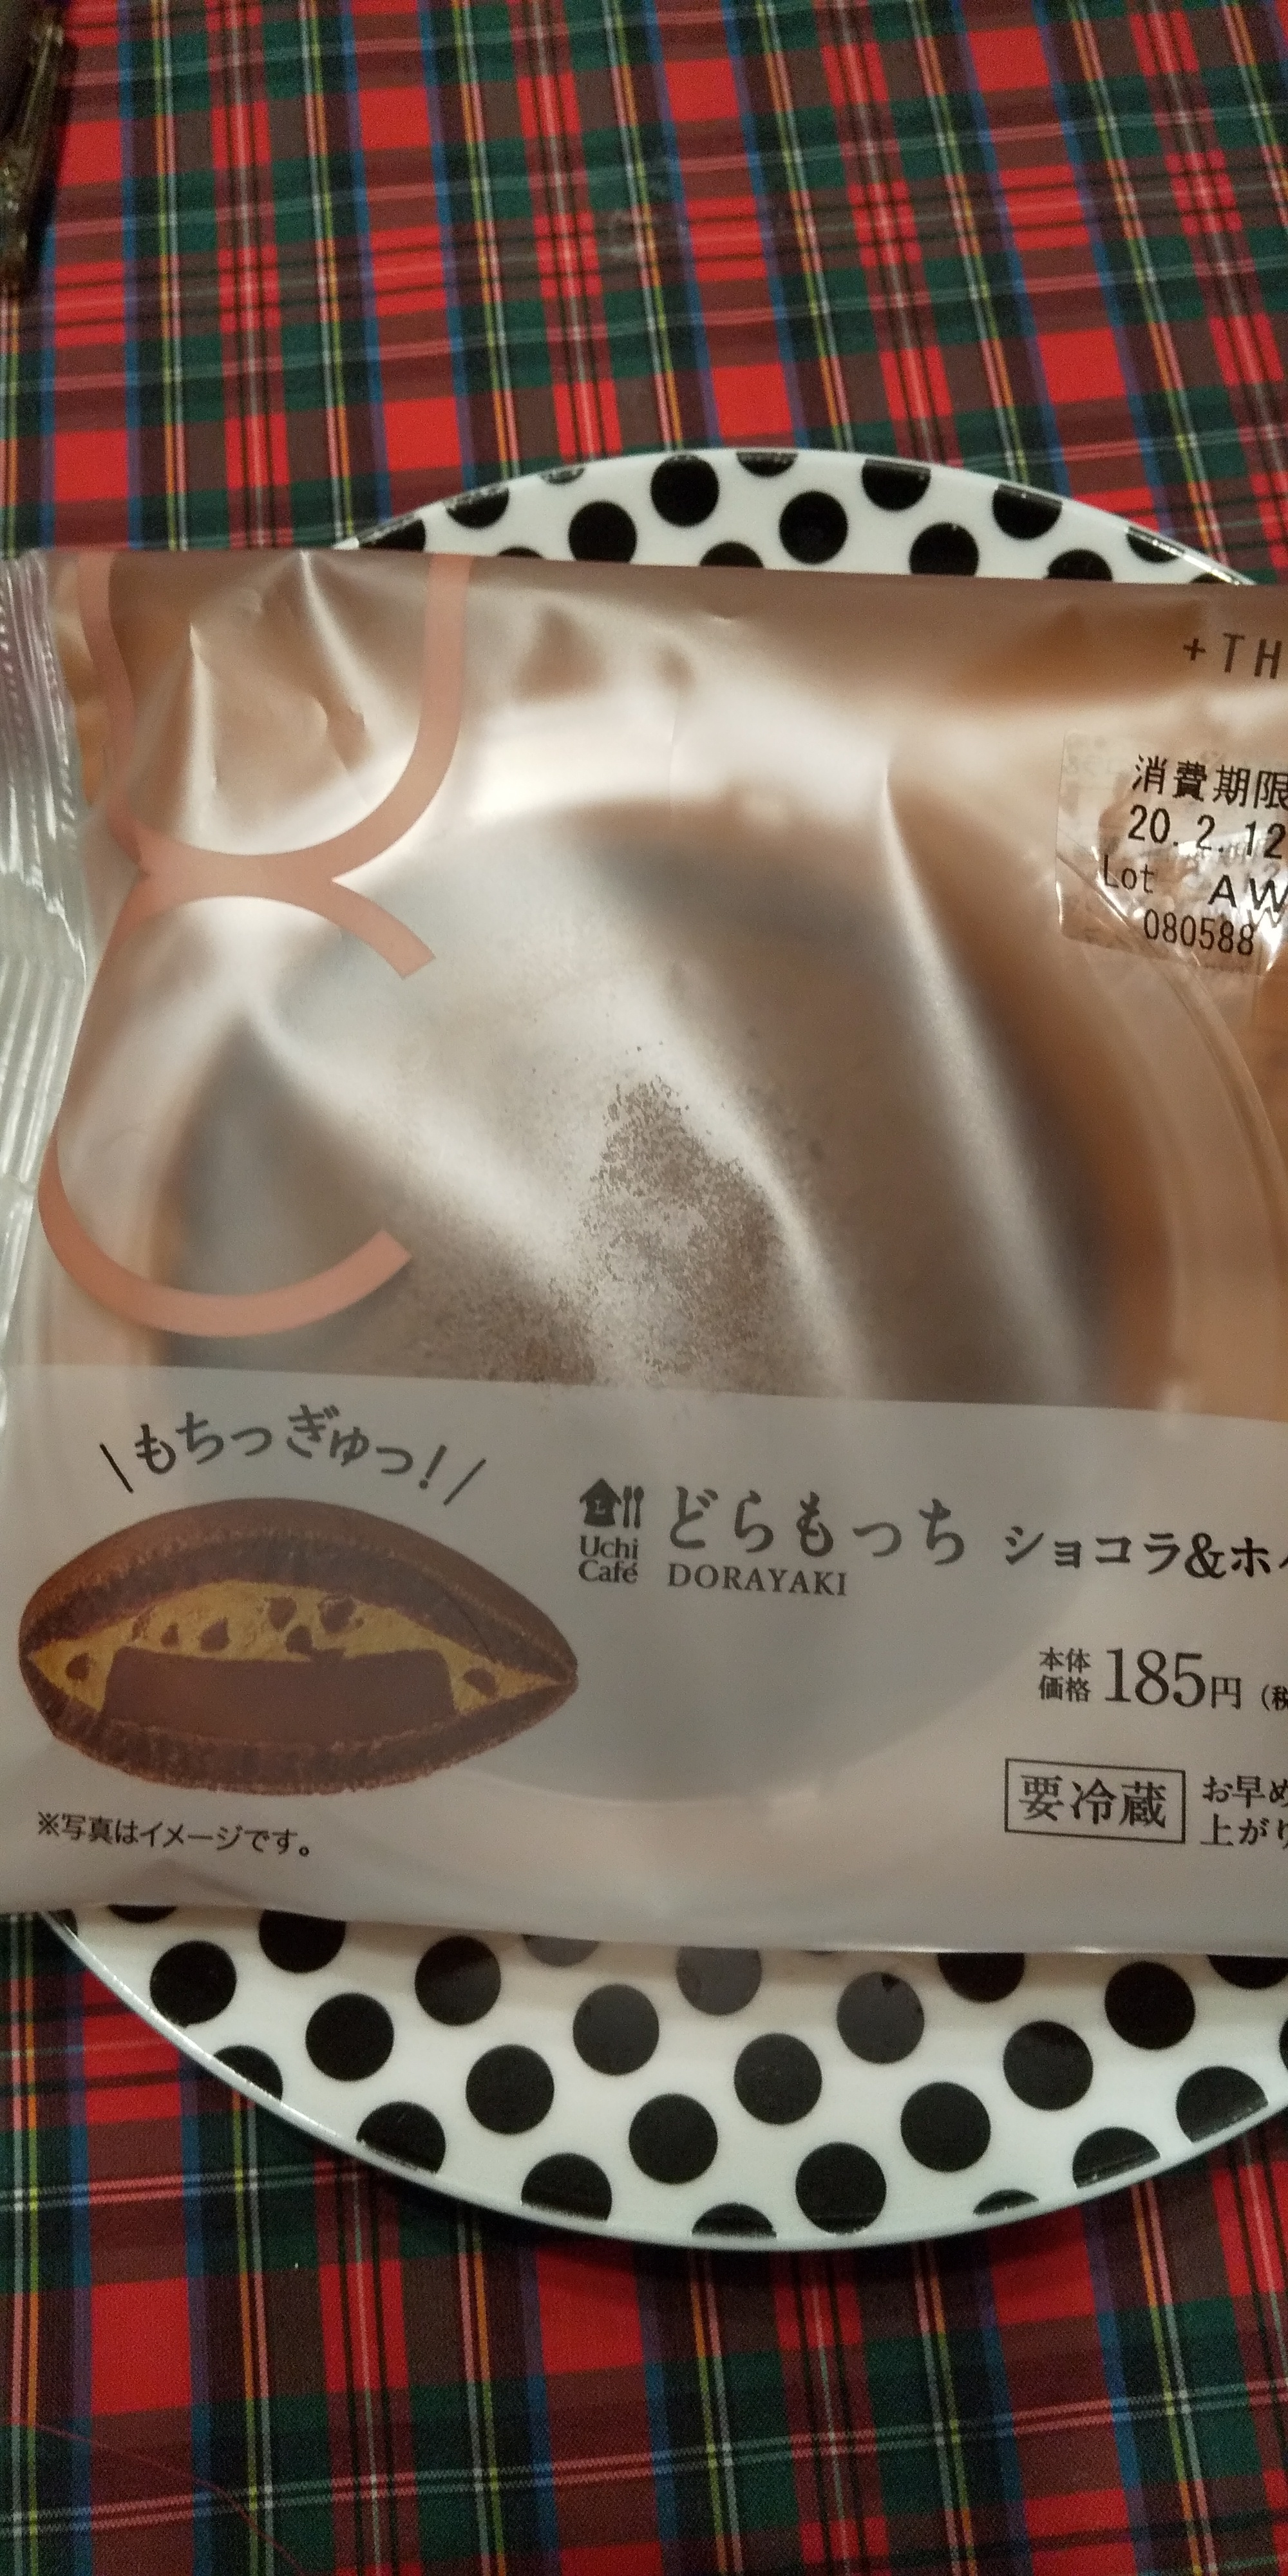 +TH
消費期限
20.2.12
Lot AW
080588
\もちっぎゅっ!/
Uchi
Café
どらもっち ショコラ&ホ
DORAYAKI
本体
価格 185円 (税
※写真はイメージです。
要冷蔵
お早め
上がり